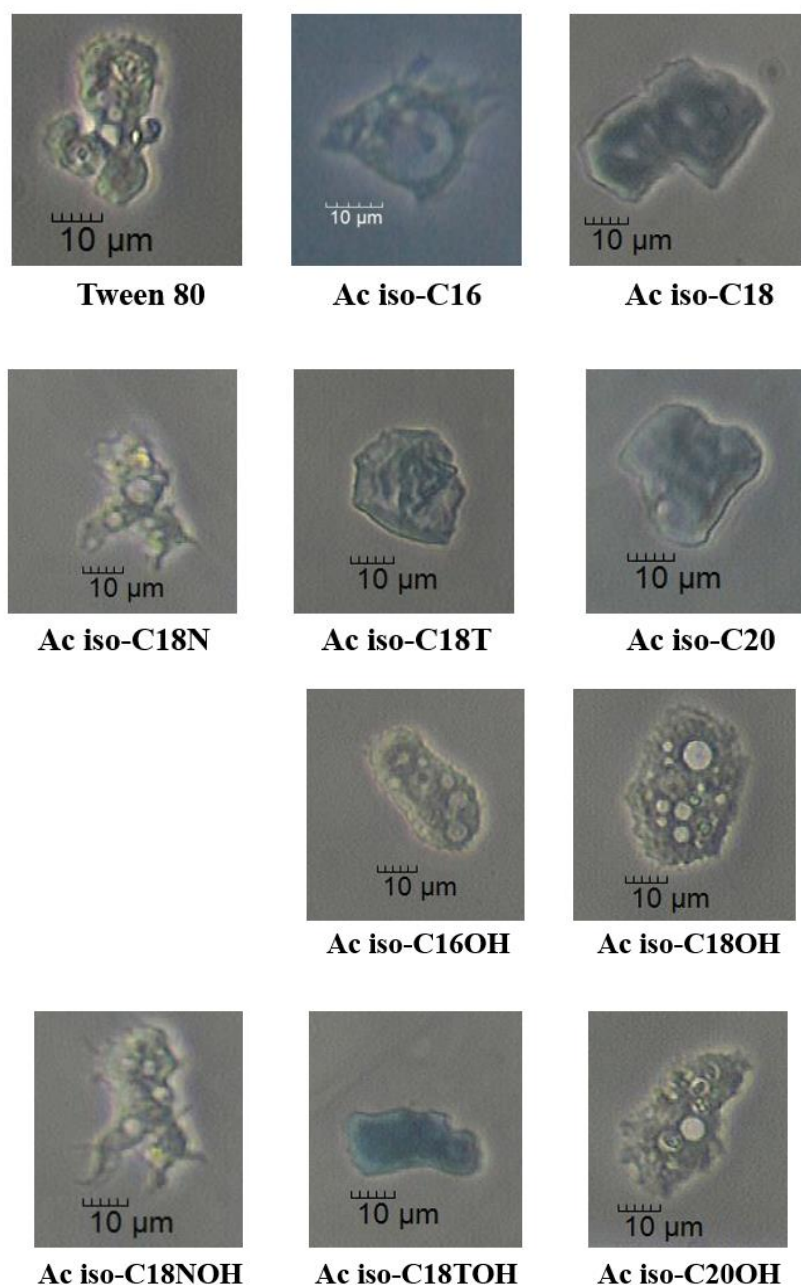 10 μm
10 μm
10 μm
Tween 80
Ac iso-C16
Ac iso-C18
10 μm
10 μm
10 μm
Ac iso-C18N
Ac iso-C18T
Ac iso-C20
10 μm
10 μm
Ac iso-C16OH
Ac iso-C18OH
10 μm
10 μm
10 μm
Ac iso-C18NOH
Ac iso-C18TOH
Ac iso-C20OH